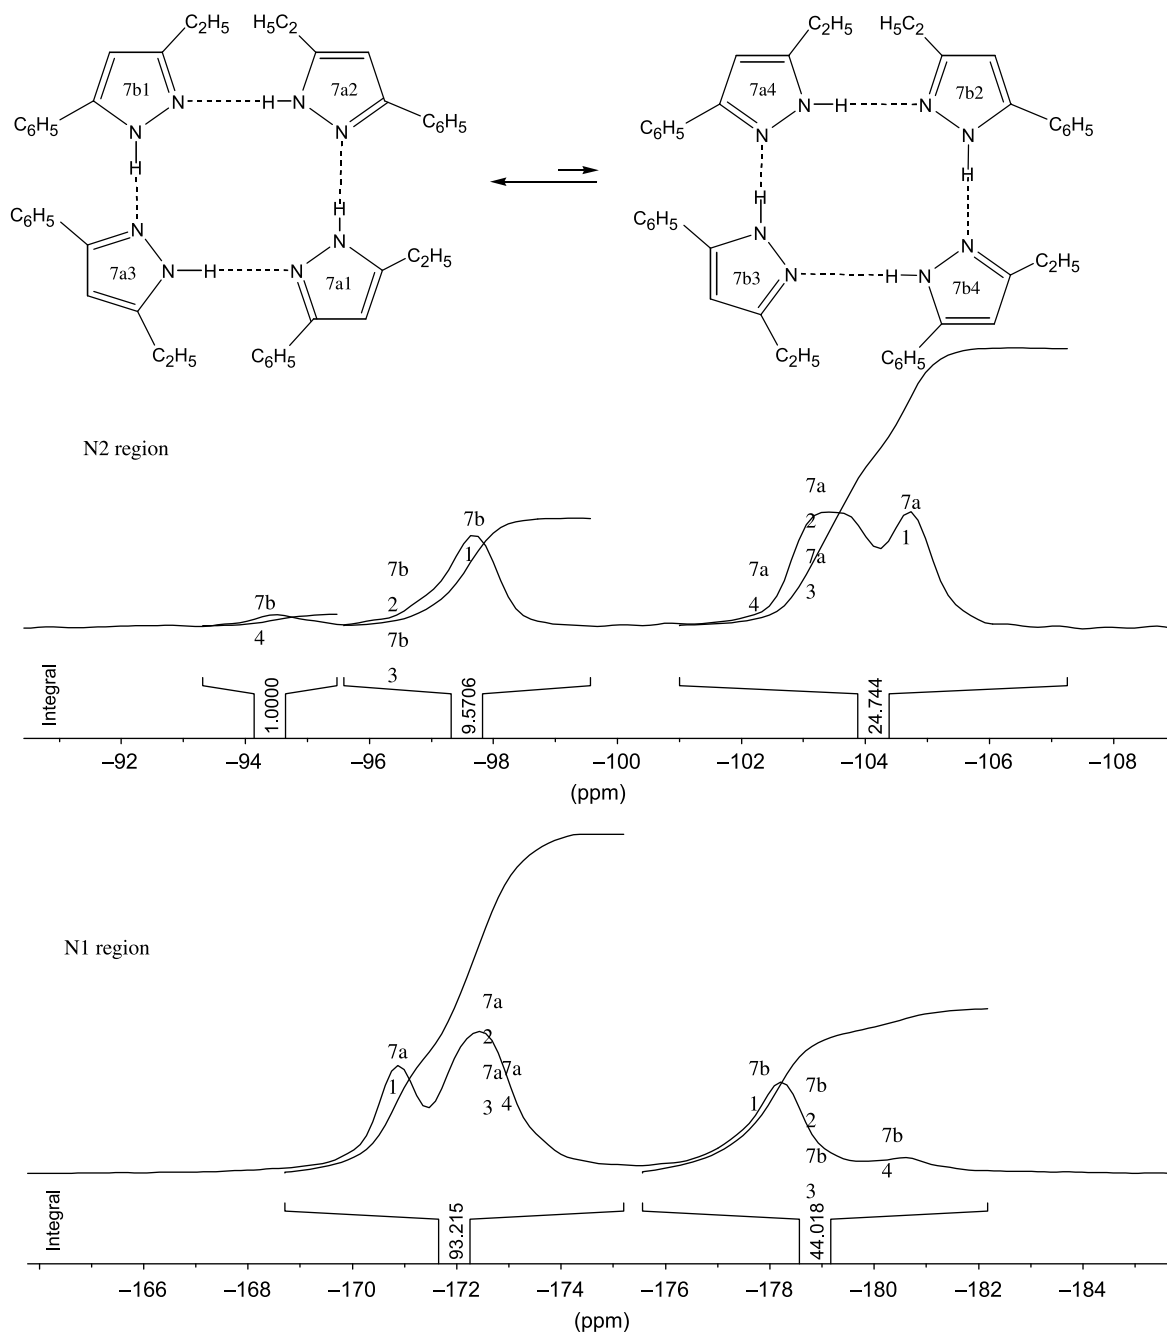 C2H5 H5C2 C2H5 H5C2 C2H5
7b1 N H N 7a2 7a4 N H N 7b2
C6H5 N N C6H5 C6H5 N N C6H5
H H
H H
C6H5 N N C6H5 N N
7a3 N H N 7a1 C2H5 7b3 N H N 7b4 C2H5
C2H5 C6H5 C2H5 C6H5
N2 region
7b
4
7b
2
7b
3
7b
1
7a
4
7a
2
7a
3
7a
1
Integral 1.0000 9.5706 24.744
−92 −94 −96 −98 −100 −102 −104 −106 −108
(ppm)
N1 region
7a
1
7a
2
7a
3
7a
4
7b
1
7b
2
7b
3
7b
4
Integral 93.215 44.018
−166 −168 −170 −172 −174 −176 −178 −180 −182 −184
(ppm)